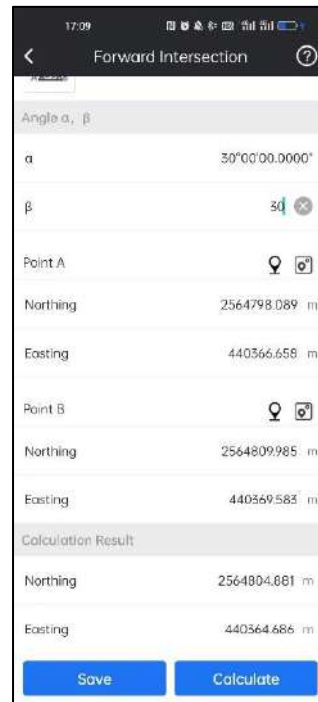 17:09
Forward Intersection
Angle α, β
α 30°00'00.0000"
β 30
Point A
Northing 2564798.089 m
Easting 440366.658 m
Point B
Northing 2564809.985 m
Easting 440369.583 m
Calculation Result
Northing 2564804.881 m
Easting 440364.686 m
Save Calculate